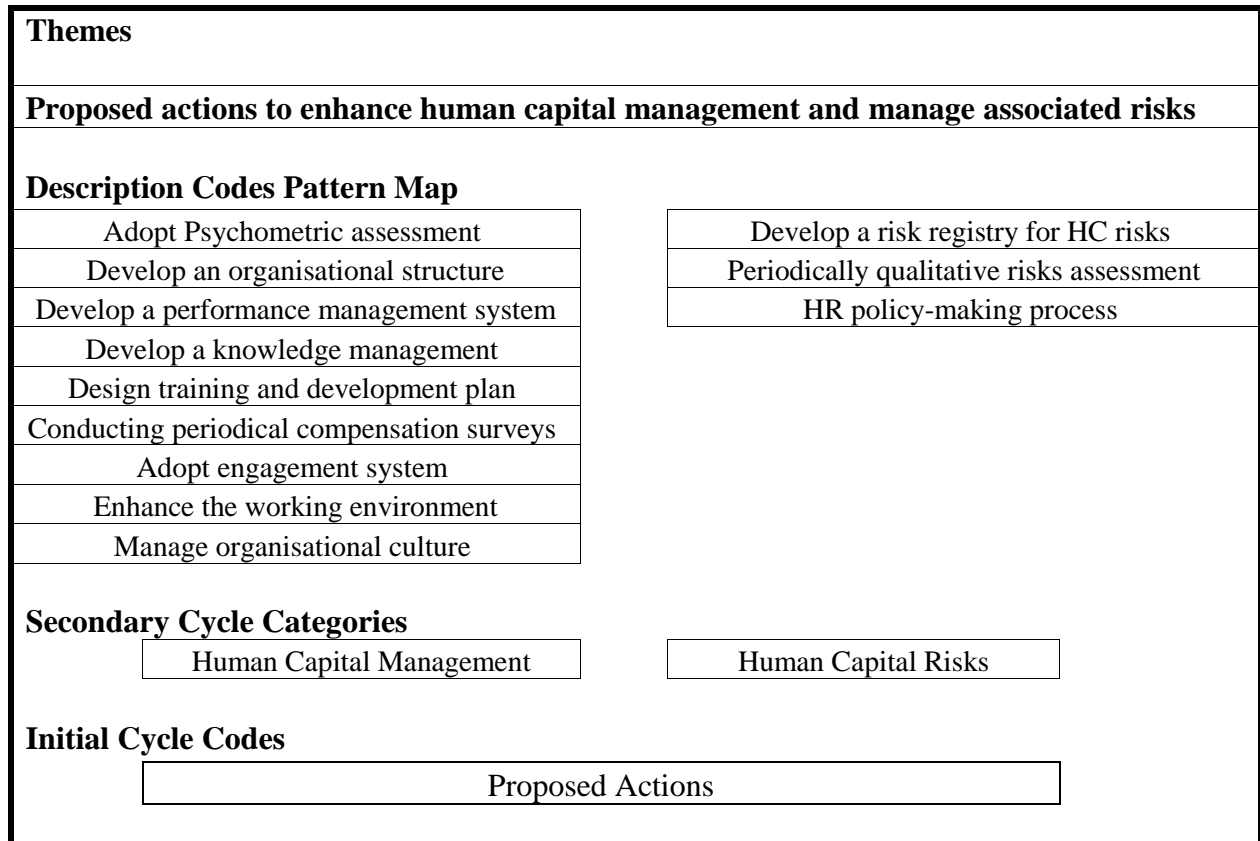 Themes
Proposed actions to enhance human capital management and manage associated risks
Description Codes Pattern Map
Adopt Psychometric assessment
Develop an organisational structure
Develop a performance management system
Develop a knowledge management
Design training and development plan
Conducting periodical compensation surveys
Adopt engagement system
Enhance the working environment
Manage organisational culture
Develop a risk registry for HC risks
Periodically qualitative risks assessment
HR policy-making process
Secondary Cycle Categories
Human Capital Management
Human Capital Risks
Initial Cycle Codes
Proposed Actions